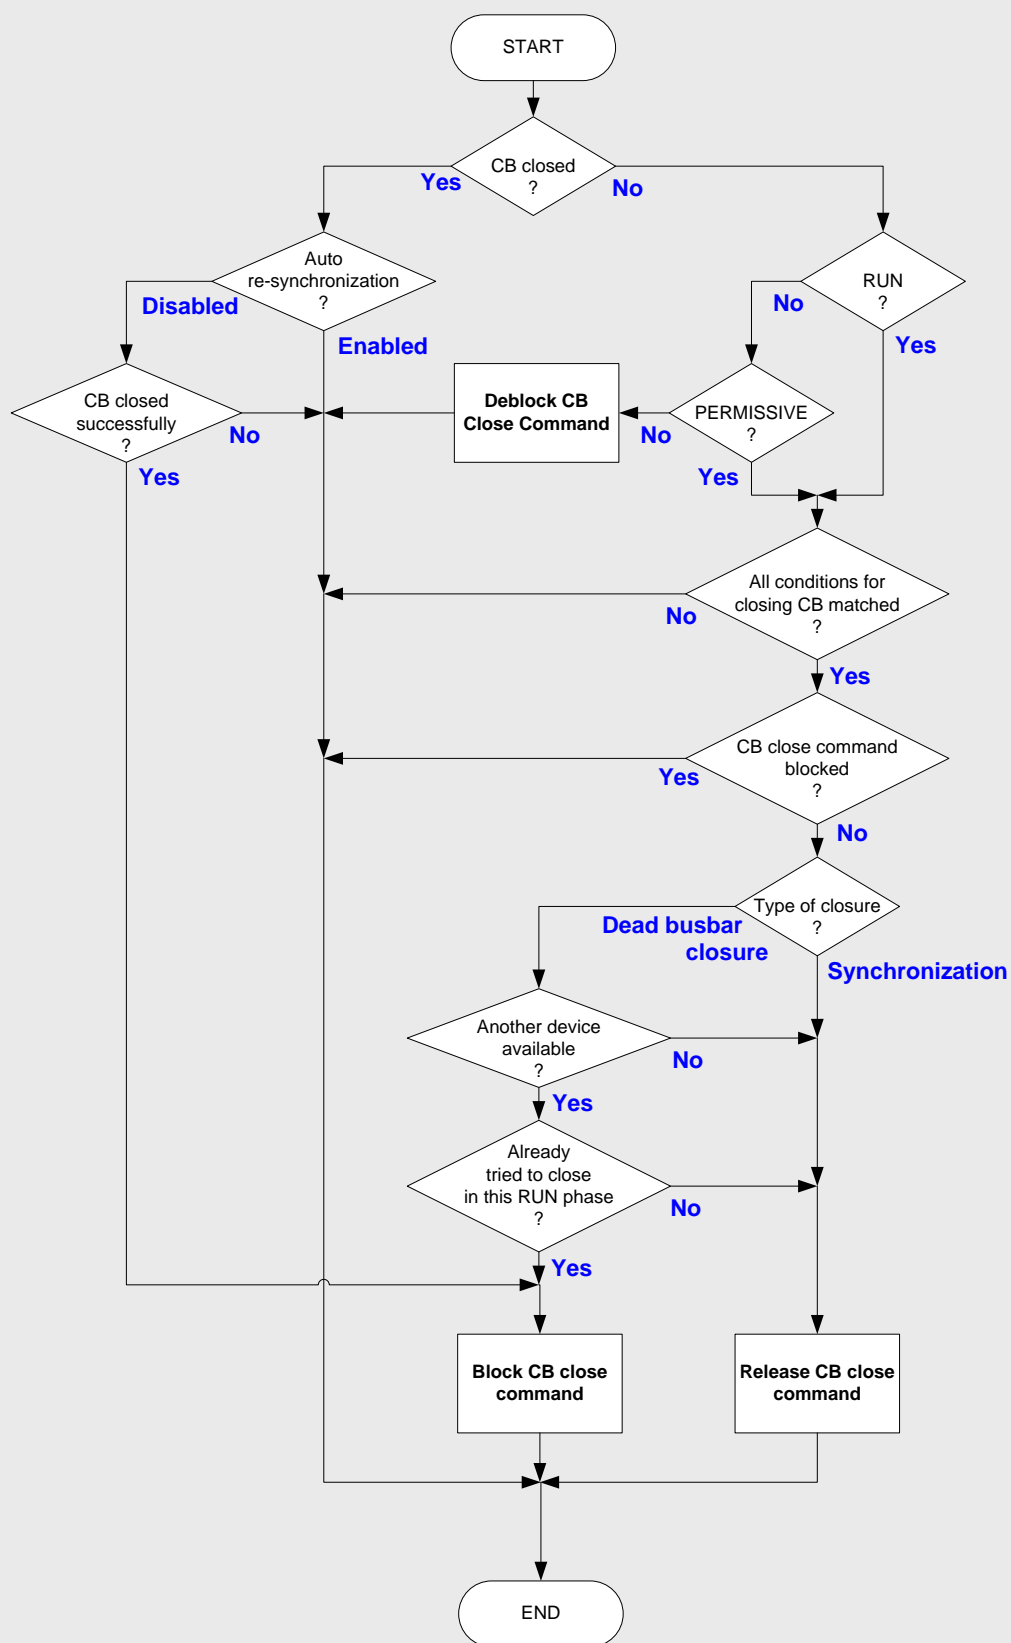 START
CB closed
?
Yes
No
Auto
re-synchronization
?
RUN
?
Disabled
No
Enabled
Yes
CB closed
successfully
?
Deblock CB
Close Command
PERMISSIVE
?
No
No
Yes
Yes
All conditions for
closing CB matched
?
No
Yes
CB close command
blocked
?
Yes
No
Type of closure
?
Dead busbar
closure
Synchronization
Another device
available
?
No
Yes
Already
tried to close
in this RUN phase
?
No
Yes
Block CB close
command
Release CB close
command
END